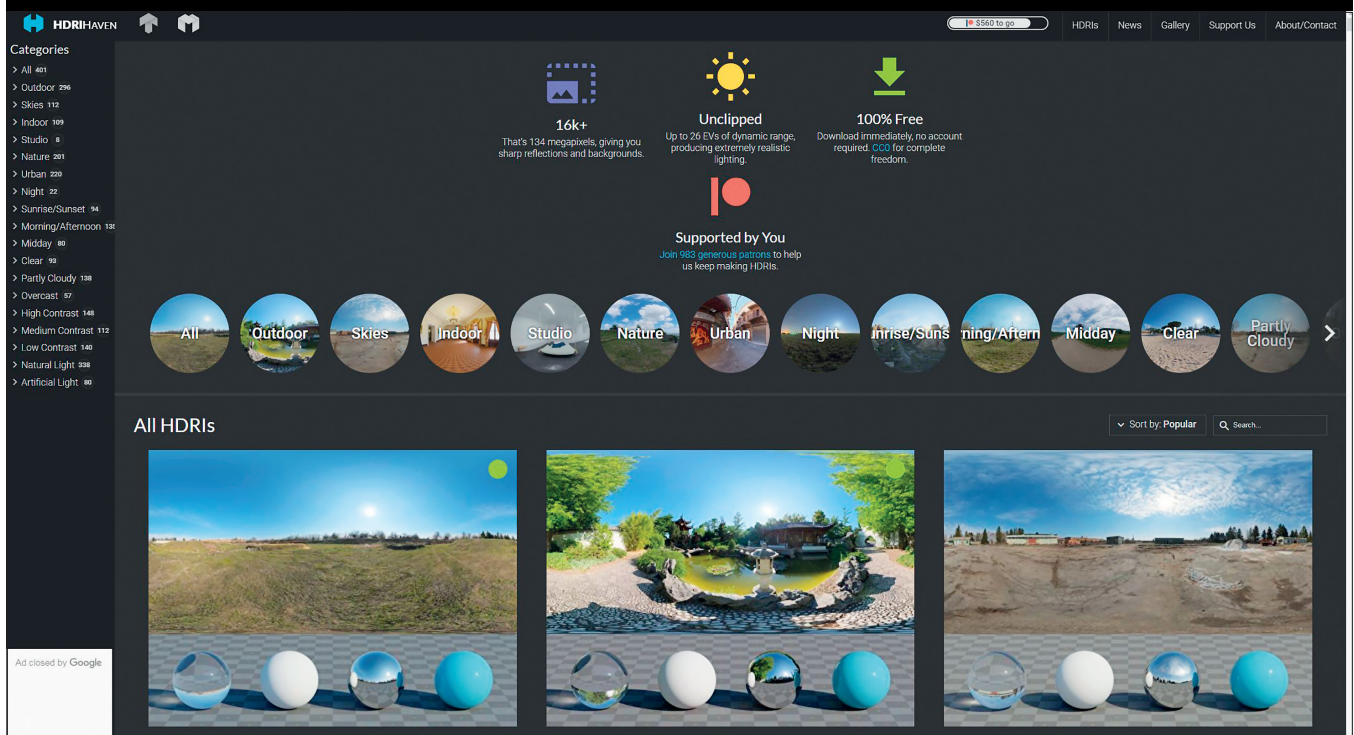 HDRIHAVEN
$560 to go
HDRIs
News
Gallery
Support Us
About/Contact
Categories
All 401
Outdoor 296
Skies 112
Indoor 109
Studio 8
Nature 201
Urban 220
Night 22
Sunrise/Sunset 94
Morning/Afternoon 135
Midday 80
Clear 93
Partly Cloudy 138
Overcast 57
High Contrast 148
Medium Contrast 112
Low Contrast 140
Natural Light 338
Artificial Light 80
16k+
That's 134 megapixels, giving you
sharp reflections and backgrounds.
Unclipped
Up to 26 EVs of dynamic range,
producing extremely realistic
lighting.
100% Free
Download immediately, no account
required. CC0 for complete
freedom.
Supported by You
Join 983 generous patrons to help
us keep making HDRIs.
All
Outdoor
Skies
Indoor
Studio
Nature
Urban
Night
nrise/Suns
ning/Aftern
Midday
Clear
Partly
Cloudy
All HDRIs
Sort by: Popular
Search...
Ad closed by Google